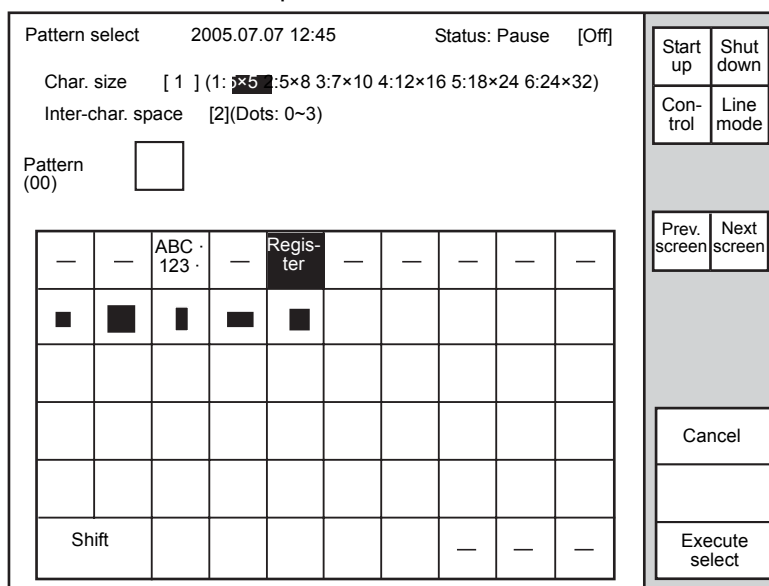 Pattern select 2005.07.07 12:45 Status: Pause [Off]
Char. size [ 1 ] (1: 5×5 2:5×8 3:7×10 4:12×16 5:18×24 6:24×32)
Inter-char. space [2](Dots: 0~3)
Pattern
(00)
— — ABC · — Regis- — — — — —
123 · ter
Shift — — —
Start Shut
up down
Con- Line
trol mode
Prev. Next
screen screen
Cancel
Execute
select